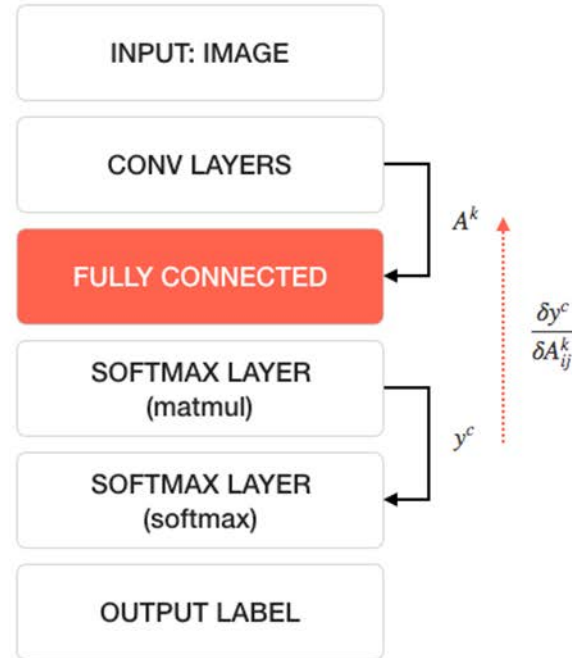 INPUT: IMAGE
CONV LAYERS
A^k
FULLY CONNECTED
δy^c
δA^k_ij
SOFTMAX LAYER
(matmul)
y^c
SOFTMAX LAYER
(softmax)
OUTPUT LABEL